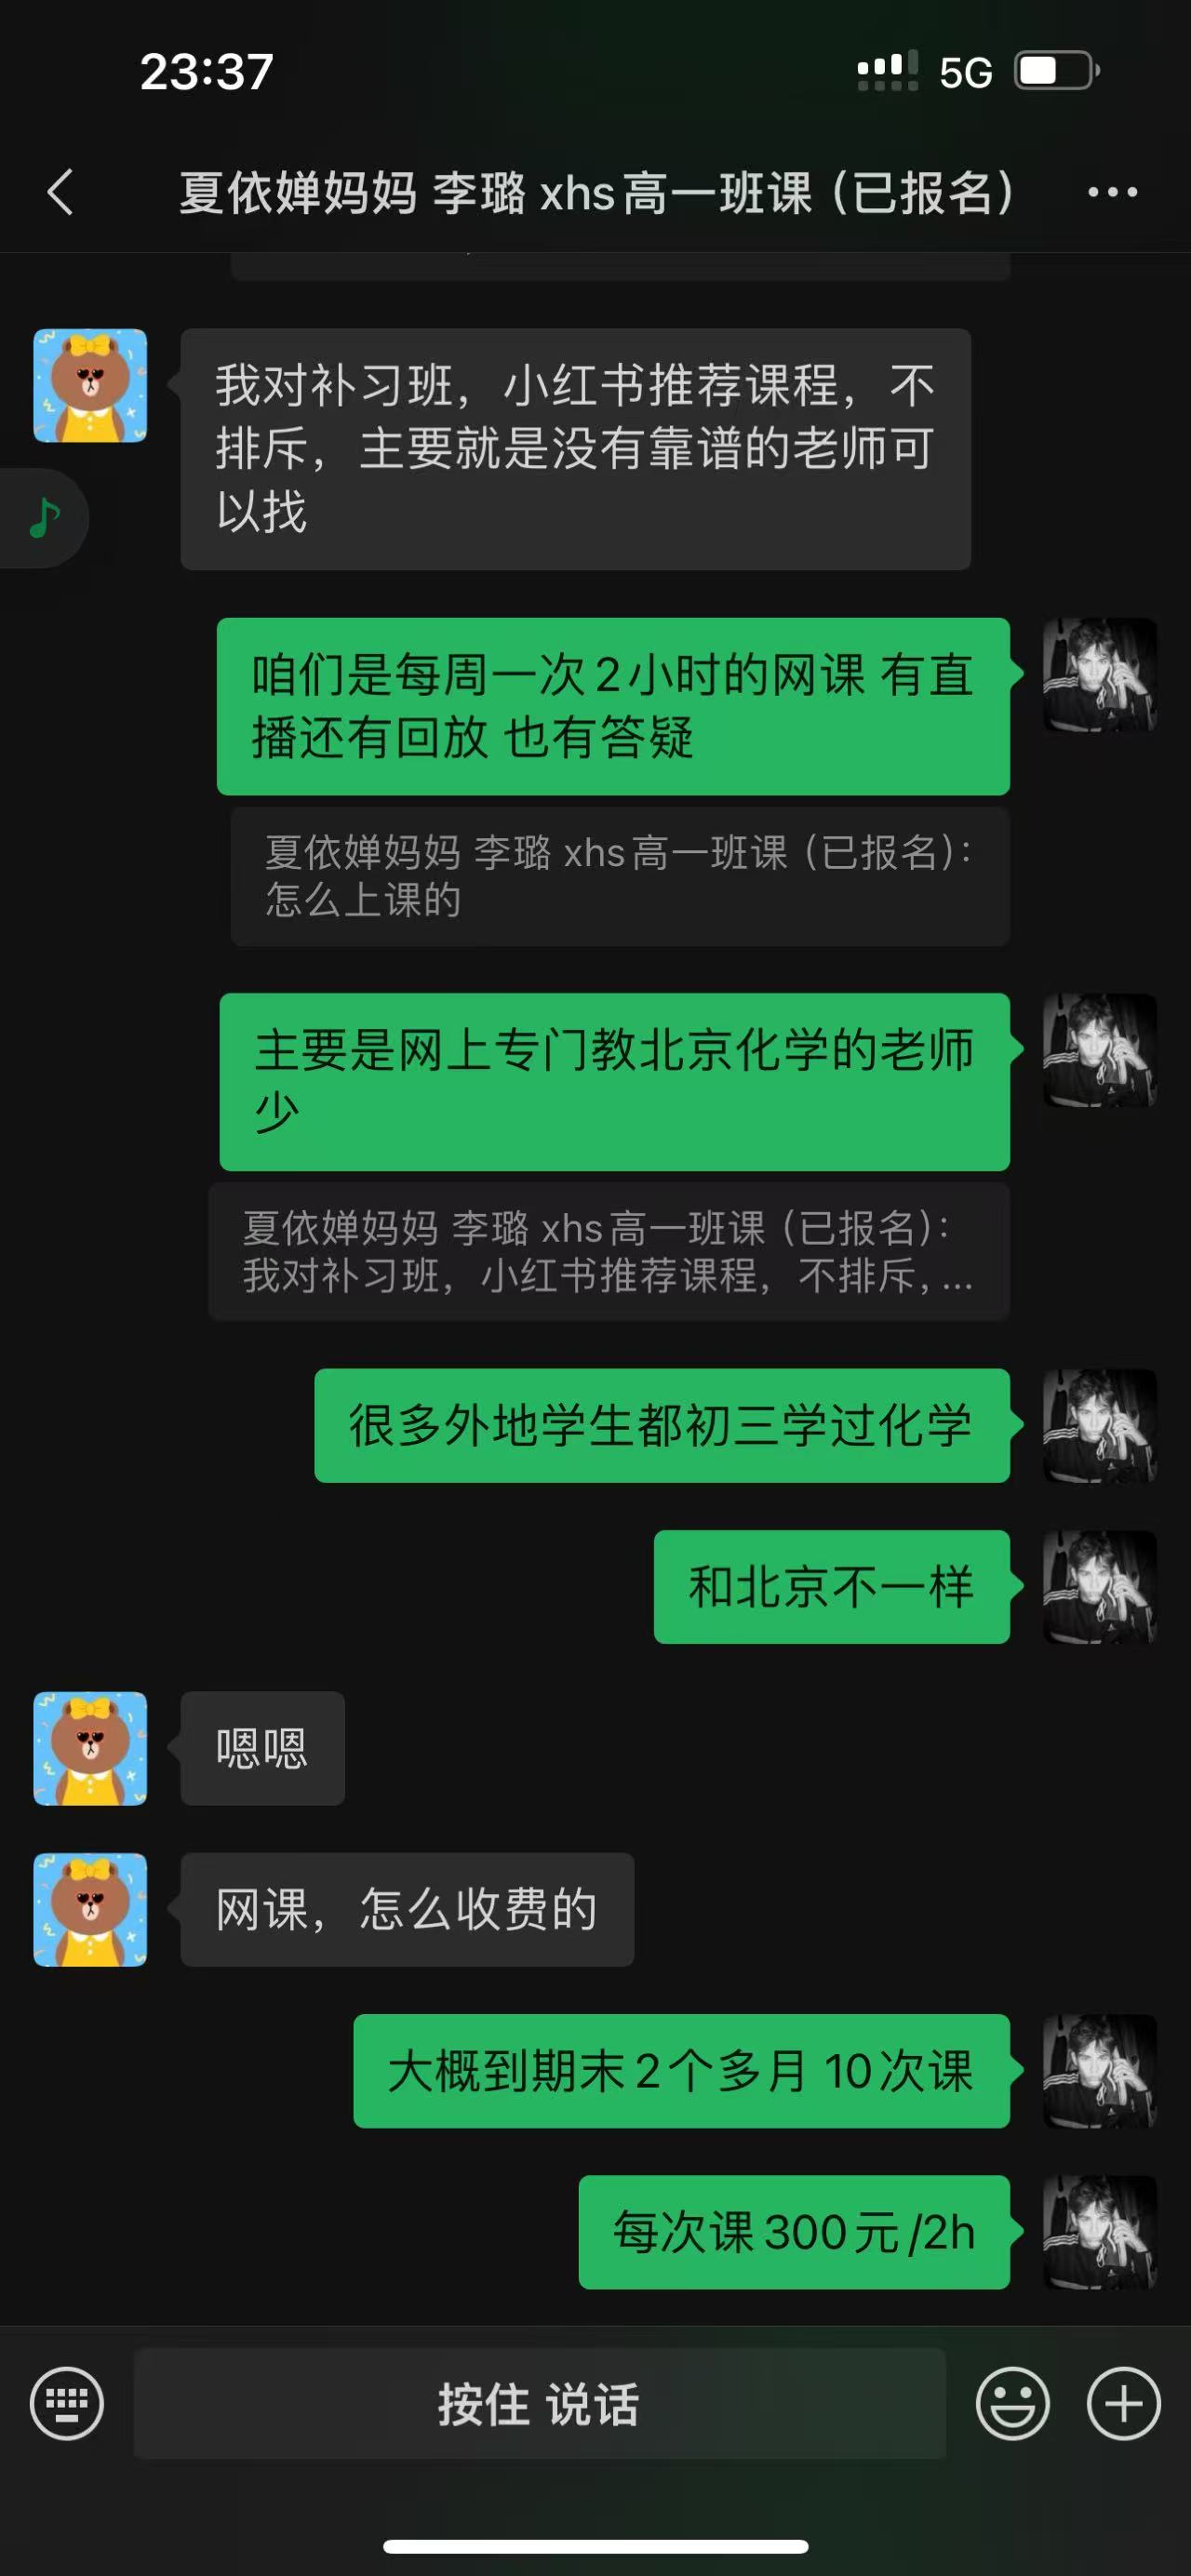 23:37
5G
夏依婵妈妈 李璐 xhs高一班课（已报名）
我对补习班，小红书推荐课程，不
排斥，主要就是没有靠谱的老师可
以找
咱们是每周一次2小时的网课 有直
播还有回放 也有答疑
夏依婵妈妈 李璐 xhs高一班课（已报名）：
怎么上课的
主要是网上专门教北京化学的老师
少
夏依婵妈妈 李璐 xhs高一班课（已报名）：
我对补习班，小红书推荐课程，不排斥，...
很多外地学生都初三学过化学
和北京不一样
嗯嗯
网课，怎么收费的
大概到期末2个多月 10次课
每次课300元/2h
按住 说话